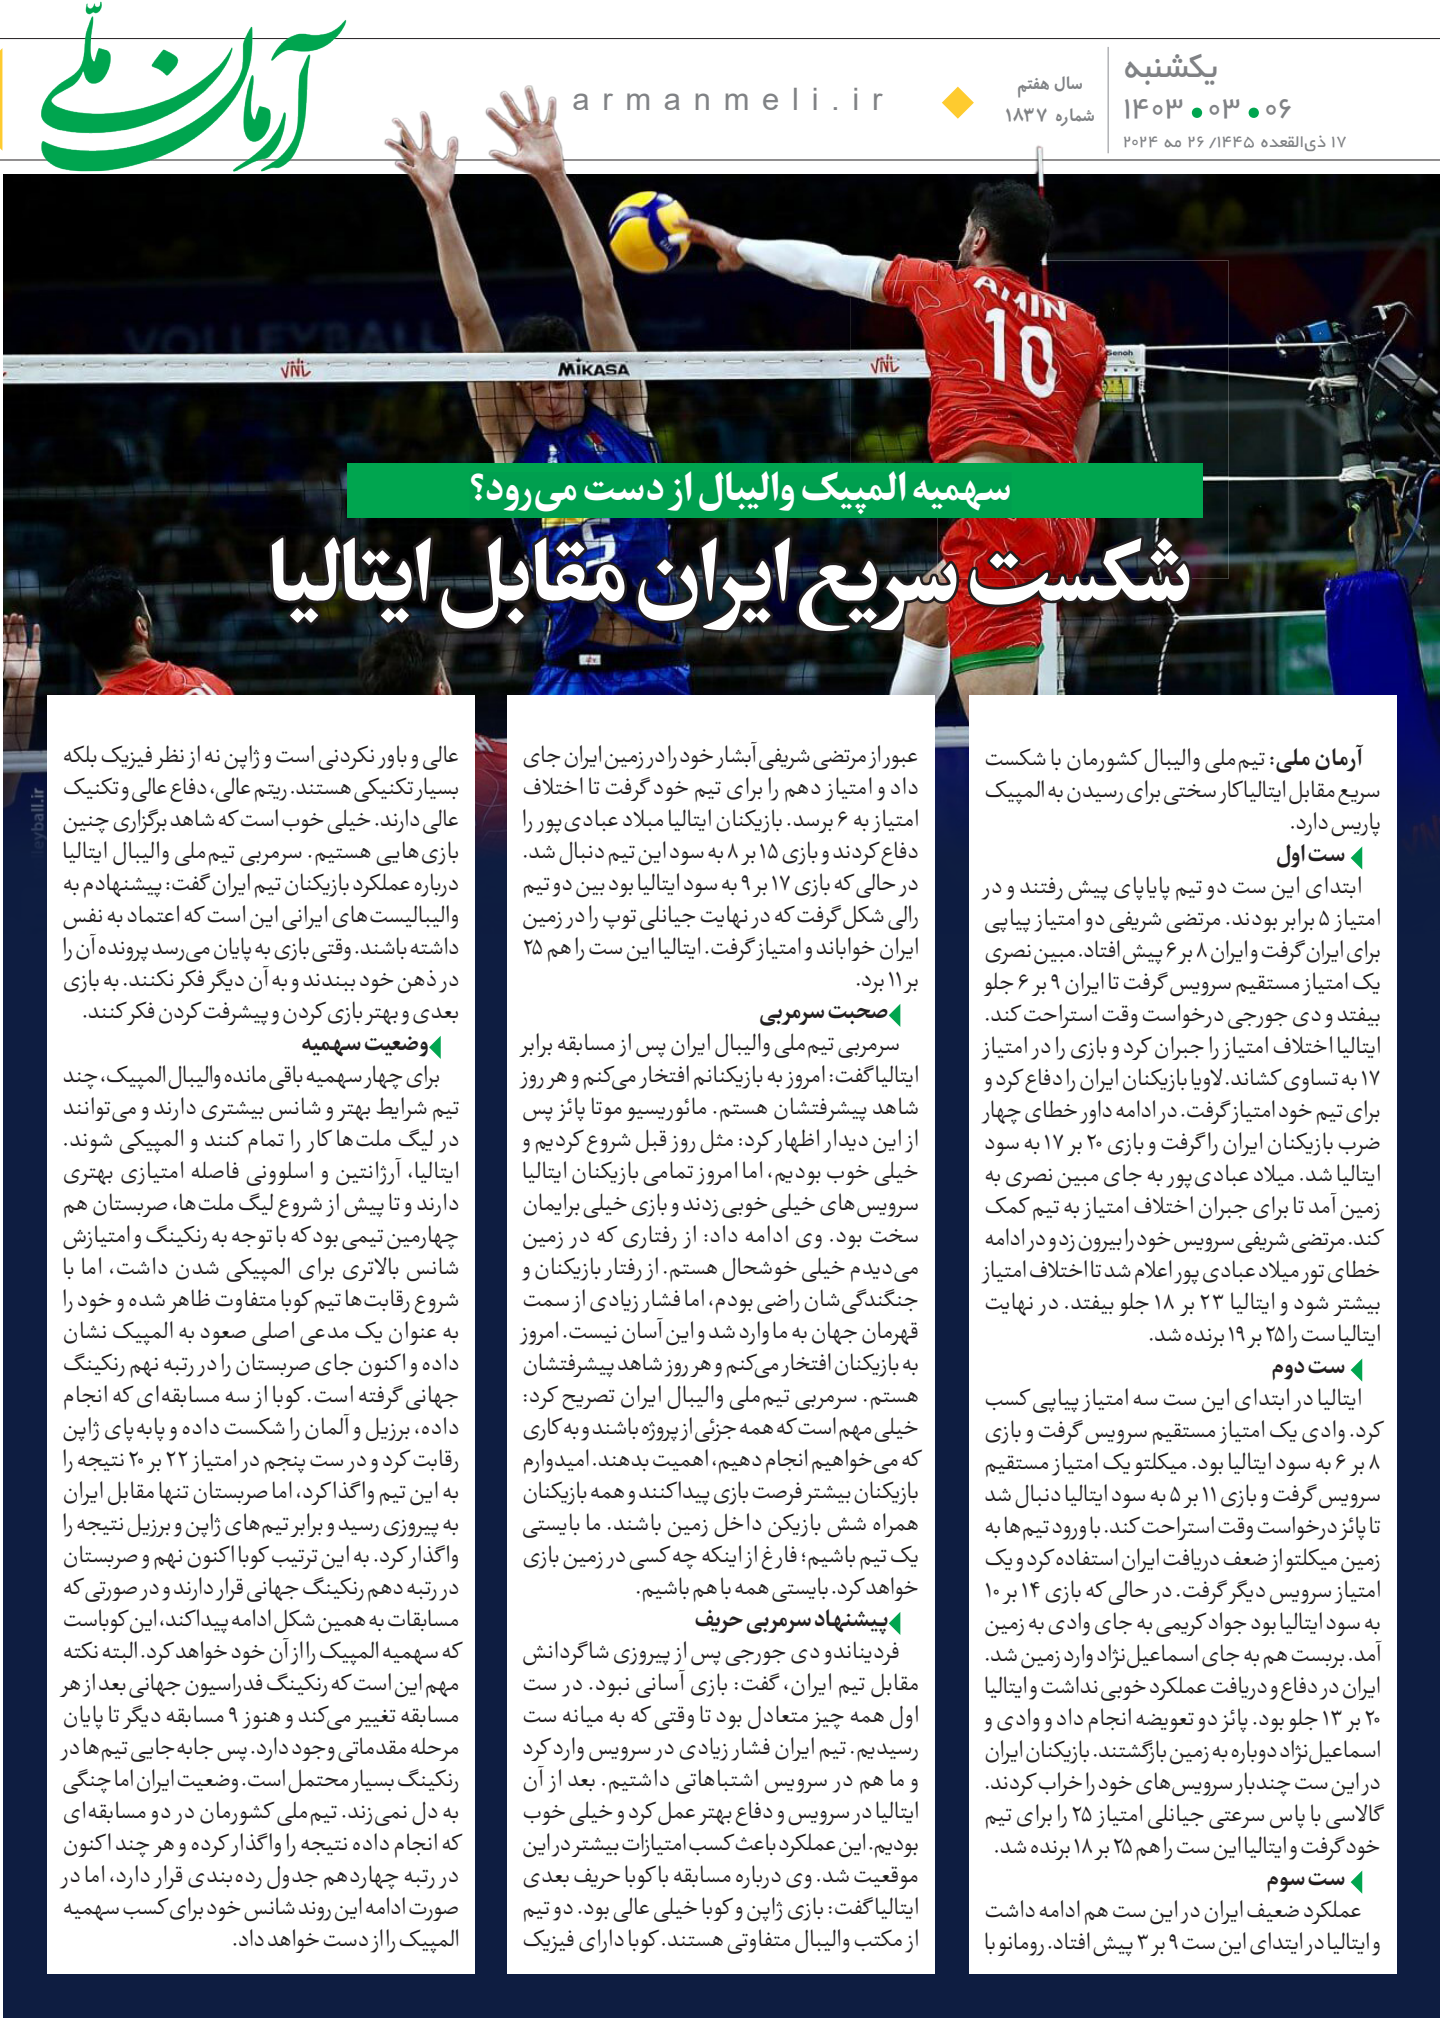 آرمان ملی
یکشنبه
۰۶ ● ۰۳ ● ۱۴۰۳
۱۷ ذی‌القعده ۱۴۴۵/ ۲۶ مه ۲۰۲۴
سال هفتم
شماره ۱۸۳۷
armanmeli.ir
VOLLEYBALL
AMIN
10
VNL
MIKASA
VNL
Senoh
سهمیه المپیک والیبال از دست می‌رود؟
5
شکست سریع ایران مقابل ایتالیا
آرمان ملی: تیم‌ملی والیبال کشورمان با شکست
سریع مقابل ایتالیا کار سختی برای رسیدن به المپیک
پاریس دارد.
ست اول
ابتدای این ست دو تیم پایاپای پیش رفتند و در
امتیاز ۵ برابر بودند. مرتضی شریفی دو امتیاز پیاپی
برای ایران گرفت و ایران ۸ بر ۶ پیش افتاد. مبین نصری
یک امتیاز مستقیم سرویس گرفت تا ایران ۹ بر ۶ جلو
بیفتد و دی جورجی درخواست وقت استراحت کند.
ایتالیا اختلاف امتیاز را جبران کرد و بازی را در امتیاز
۱۷ به تساوی کشاند. لاویا بازیکنان ایران را دفاع کرد و
برای تیم خود امتیاز گرفت. در ادامه داور خطای چهار
ضرب بازیکنان ایران را گرفت و بازی ۲۰ بر ۱۷ به سود
ایتالیا شد. میلاد عبادی‌پور به جای مبین نصری به
زمین آمد تا برای جبران اختلاف امتیاز به تیم کمک
کند. مرتضی شریفی سرویس خود را بیرون زد و در ادامه
خطای تور میلاد عبادی پور اعلام شد تا اختلاف امتیاز
بیشتر شود و ایتالیا ۲۳ بر ۱۸ جلو بیفتد. در نهایت
ایتالیا ست را ۲۵ بر ۱۹ برنده شد.
ست دوم
ایتالیا در ابتدای این ست سه امتیاز پیاپی کسب
کرد. وادی یک امتیاز مستقیم سرویس گرفت و بازی
۸ بر ۶ به سود ایتالیا بود. میکلتو یک امتیاز مستقیم
سرویس گرفت و بازی ۱۱ بر ۵ به سود ایتالیا دنبال شد
تا پائز درخواست وقت استراحت کند. با ورود تیم‌ها به
زمین میکلتو از ضعف دریافت ایران استفاده کرد و یک
امتیاز سرویس دیگر گرفت. در حالی که بازی ۱۴ بر ۱۰
به سود ایتالیا بود جواد کریمی به جای وادی به زمین
آمد. بربست هم به جای اسماعیل‌نژاد وارد زمین شد.
ایران در دفاع و دریافت عملکرد خوبی نداشت و ایتالیا
۲۰ بر ۱۳ جلو بود. پائز دو تعویضه انجام داد و وادی و
اسماعیل‌نژاد دوباره به زمین بازگشتند. بازیکنان ایران
در این ست چندبار سرویس‌های خود را خراب کردند.
گالاسی با پاس سرعتی جیانلی امتیاز ۲۵ را برای تیم
خود گرفت و ایتالیا این ست را هم ۲۵ بر ۱۸ برنده شد.
ست سوم
عملکرد ضعیف ایران در این ست هم ادامه داشت
و ایتالیا در ابتدای این ست ۹ بر ۳ پیش افتاد. رومانو با
عبور از مرتضی شریفی آبشار خود را در زمین ایران جای
داد و امتیاز دهم را برای تیم خود گرفت تا اختلاف
امتیاز به ۶ برسد. بازیکنان ایتالیا میلاد عبادی‌پور را
دفاع کردند و بازی ۱۵ بر ۸ به سود این تیم دنبال شد.
در حالی که بازی ۱۷ بر ۹ به سود ایتالیا بود بین دو تیم
رالی شکل گرفت که در نهایت جیانلی توپ را در زمین
ایران خواباند و امتیاز گرفت. ایتالیا این ست را هم ۲۵
بر ۱۱ برد.
صحبت سرمربی
سرمربی تیم‌ملی والیبال ایران پس از مسابقه برابر
ایتالیا گفت: امروز به بازیکنانم افتخار می‌کنم و هر روز
شاهد پیشرفتشان هستم. مائوریسیو موتا پائز پس
از این دیدار اظهار کرد: مثل روز قبل شروع کردیم و
خیلی خوب بودیم، اما امروز تمامی بازیکنان ایتالیا
سرویس‌های خیلی خوبی زدند و بازی خیلی برایمان
سخت بود. وی ادامه داد: از رفتاری که در زمین
می‌دیدم خیلی خوشحال هستم. از رفتار بازیکنان و
جنگندگی‌شان راضی بودم، اما فشار زیادی از سمت
قهرمان جهان به ما وارد شد و این آسان نیست. امروز
به بازیکنان افتخار می‌کنم و هر روز شاهد پیشرفتشان
هستم. سرمربی تیم‌ملی والیبال ایران تصریح کرد:
خیلی مهم است که همه جزئی از پروژه باشند و به کاری
که می‌خواهیم انجام دهیم، اهمیت بدهند. امیدوارم
بازیکنان بیشتر فرصت بازی پیدا کنند و همه بازیکنان
همراه شش بازیکن داخل زمین باشند. ما بایستی
یک تیم باشیم؛ فارغ از اینکه چه کسی در زمین بازی
خواهد کرد. بایستی همه با هم باشیم.
پیشنهاد سرمربی حریف
فردیناندو دی جورجی پس از پیروزی شاگردانش
مقابل تیم ایران، گفت: بازی آسانی نبود. در ست
اول همه چیز متعادل بود تا وقتی که به میانه ست
رسیدیم. تیم ایران فشار زیادی در سرویس وارد کرد
و ما هم در سرویس اشتباهاتی داشتیم. بعد از آن
ایتالیا در سرویس و دفاع بهتر عمل کرد و خیلی خوب
بودیم. این عملکرد باعث کسب امتیازات بیشتر در این
موقعیت شد. وی درباره مسابقه با کوبا حریف بعدی
ایتالیا گفت: بازی ژاپن و کوبا خیلی عالی بود. دو تیم
از مکتب والیبال متفاوتی هستند. کوبا دارای فیزیک
عالی و باور نکردنی است و ژاپن نه از نظر فیزیک بلکه
بسیار تکنیکی هستند. ریتم عالی، دفاع عالی و تکنیک
عالی دارند. خیلی خوب است که شاهد برگزاری چنین
بازی‌هایی هستیم. سرمربی تیم‌ملی والیبال ایتالیا
درباره عملکرد بازیکنان تیم ایران گفت: پیشنهادم به
والیبالیست‌های ایرانی این است که اعتماد به نفس
داشته باشند. وقتی بازی به پایان می‌رسد پرونده آن را
در ذهن خود ببندند و به آن دیگر فکر نکنند. به بازی
بعدی و بهتر بازی کردن و پیشرفت کردن فکر کنند.
وضعیت سهمیه
برای چهار سهمیه باقی مانده والیبال المپیک، چند
تیم شرایط بهتر و شانس بیشتری دارند و می‌توانند
در لیگ ملت‌ها کار را تمام کنند و المپیکی شوند.
ایتالیا، آرژانتین و اسلوونی فاصله امتیازی بهتری
دارند و تا پیش از شروع لیگ ملت‌ها، صربستان هم
چهارمین تیمی بود که با توجه به رنکینگ و امتیازش
شانس بالاتری برای المپیکی شدن داشت، اما با
شروع رقابت‌ها تیم کوبا متفاوت ظاهر شده و خود را
به عنوان یک مدعی اصلی صعود به المپیک نشان
داده و اکنون جای صربستان را در رتبه نهم رنکینگ
جهانی گرفته است. کوبا از سه مسابقه‌ای که انجام
داده، برزیل و آلمان را شکست داده و پابه‌پای ژاپن
رقابت کرد و در ست پنجم در امتیاز ۲۲ بر ۲۰ نتیجه را
به این تیم واگذا کرد، اما صربستان تنها مقابل ایران
به پیروزی رسید و برابر تیم‌های ژاپن و برزیل نتیجه را
واگذار کرد. به این ترتیب کوبا اکنون نهم و صربستان
در رتبه دهم رنکینگ جهانی قرار دارند و در صورتی که
مسابقات به همین شکل ادامه پیدا کند، این کوباست
که سهمیه المپیک را از آن خود خواهد کرد. البته نکته
مهم این است که رنکینگ فدراسیون جهانی بعد از هر
مسابقه تغییر می‌کند و هنوز ۹ مسابقه دیگر تا پایان
مرحله مقدماتی وجود دارد. پس جابه‌جایی تیم‌ها در
رنکینگ بسیار محتمل است. وضعیت ایران اما چنگی
به دل نمی‌زند. تیم‌ملی کشورمان در دو مسابقه‌ای
که انجام داده نتیجه را واگذار کرده و هر چند اکنون
در رتبه چهاردهم جدول رده‌بندی قرار دارد، اما در
صورت ادامه این روند شانس خود برای کسب سهمیه
المپیک را از دست خواهد داد.
leyball.ir